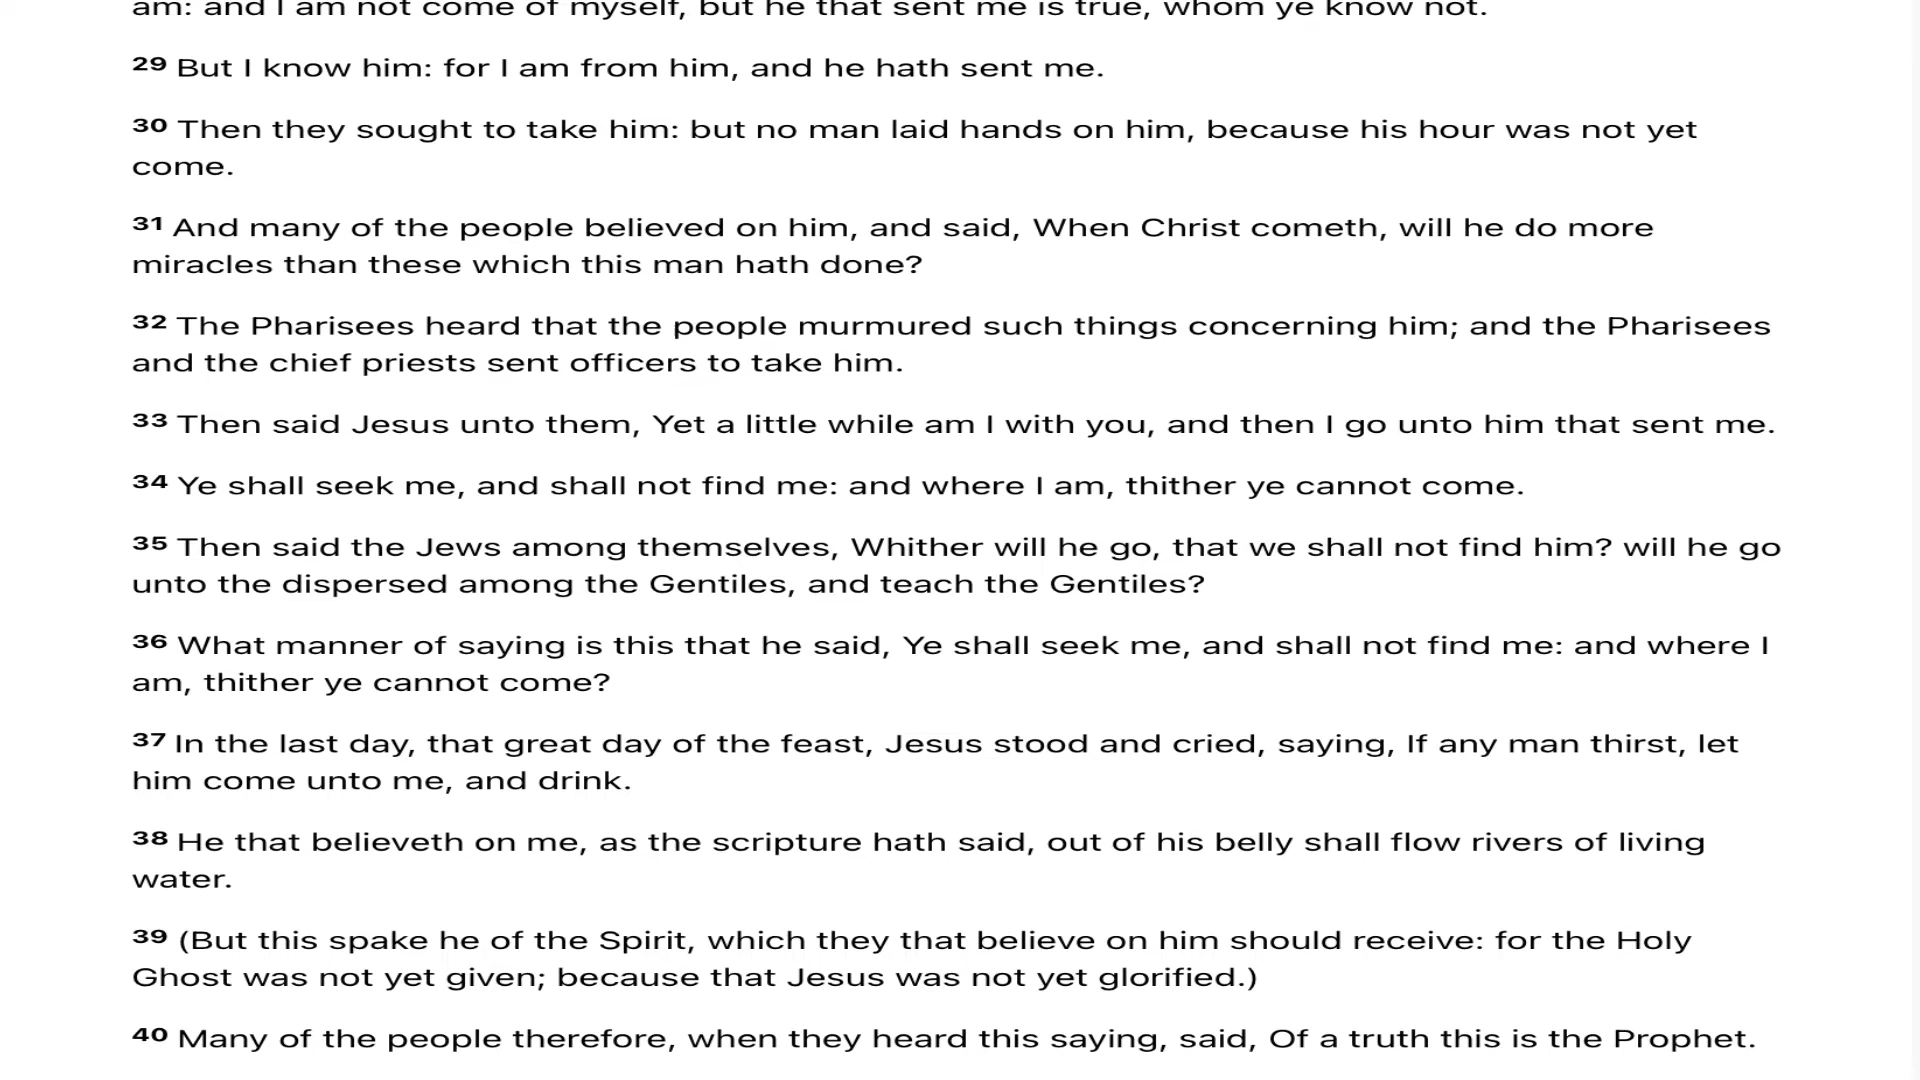 am: and I am not come of myself, but he that sent me is true, whom ye know not.
29 But I know him: for I am from him, and he hath sent me.
30 Then they sought to take him: but no man laid hands on him, because his hour was not yet
come.
31 And many of the people believed on him, and said, When Christ cometh, will he do more
miracles than these which this man hath done?
32 The Pharisees heard that the people murmured such things concerning him; and the Pharisees
and the chief priests sent officers to take him.
33 Then said Jesus unto them, Yet a little while am I with you, and then I go unto him that sent me.
34 Ye shall seek me, and shall not find me: and where I am, thither ye cannot come.
35 Then said the Jews among themselves, Whither will he go, that we shall not find him? will he go
unto the dispersed among the Gentiles, and teach the Gentiles?
36 What manner of saying is this that he said, Ye shall seek me, and shall not find me: and where I
am, thither ye cannot come?
37 In the last day, that great day of the feast, Jesus stood and cried, saying, If any man thirst, let
him come unto me, and drink.
38 He that believeth on me, as the scripture hath said, out of his belly shall flow rivers of living
water.
39 (But this spake he of the Spirit, which they that believe on him should receive: for the Holy
Ghost was not yet given; because that Jesus was not yet glorified.)
40 Many of the people therefore, when they heard this saying, said, Of a truth this is the Prophet.